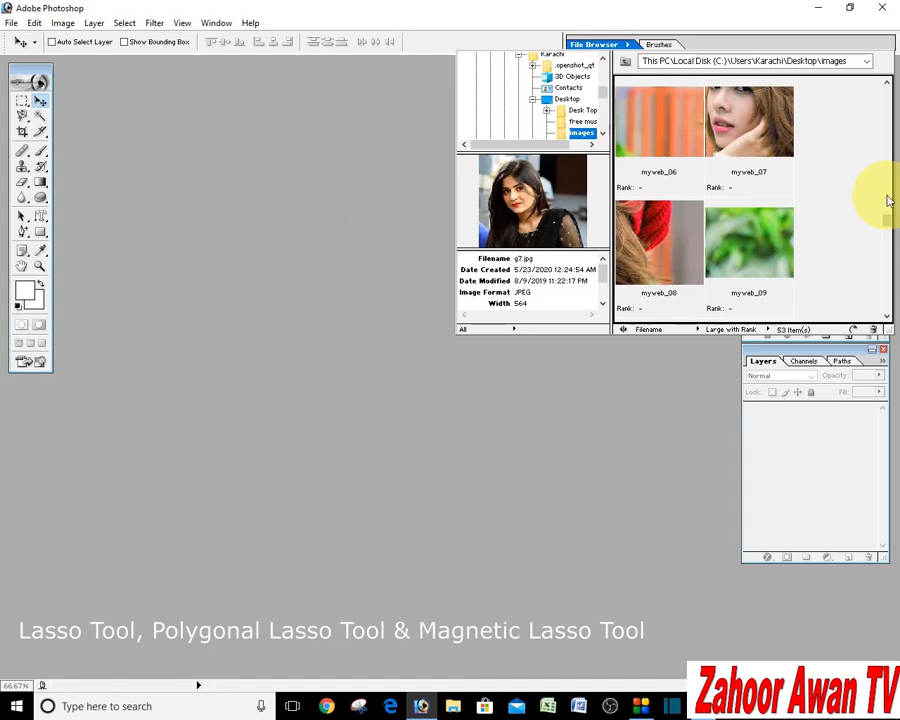 Adobe Photoshop
File Edit Image Layer Select Filter View Window Help
Auto Select Layer Show Bounding Box
File Browser Brushes
This PC\Local Disk (C:)\Users\Karachi\Desktop\images
Karachi
.openshot_qt
3D Objects
Contacts
Desktop
Desk Top
free mus
images
myweb_06 myweb_07
Rank: - Rank: -
myweb_08 myweb_09
Rank: - Rank: -
Filename g7.jpg
Date Created 5/23/2020 12:24:54 AM
Date Modified 8/9/2019 11:22:17 PM
Image Format JPEG
Width 564
All Filename Large with Rank 53 Item(s)
Layers Channels Paths
Normal Opacity:
Lock: Fill:
Lasso Tool, Polygonal Lasso Tool & Magnetic Lasso Tool
66.67%
Zahoor Awan TV
Type here to search